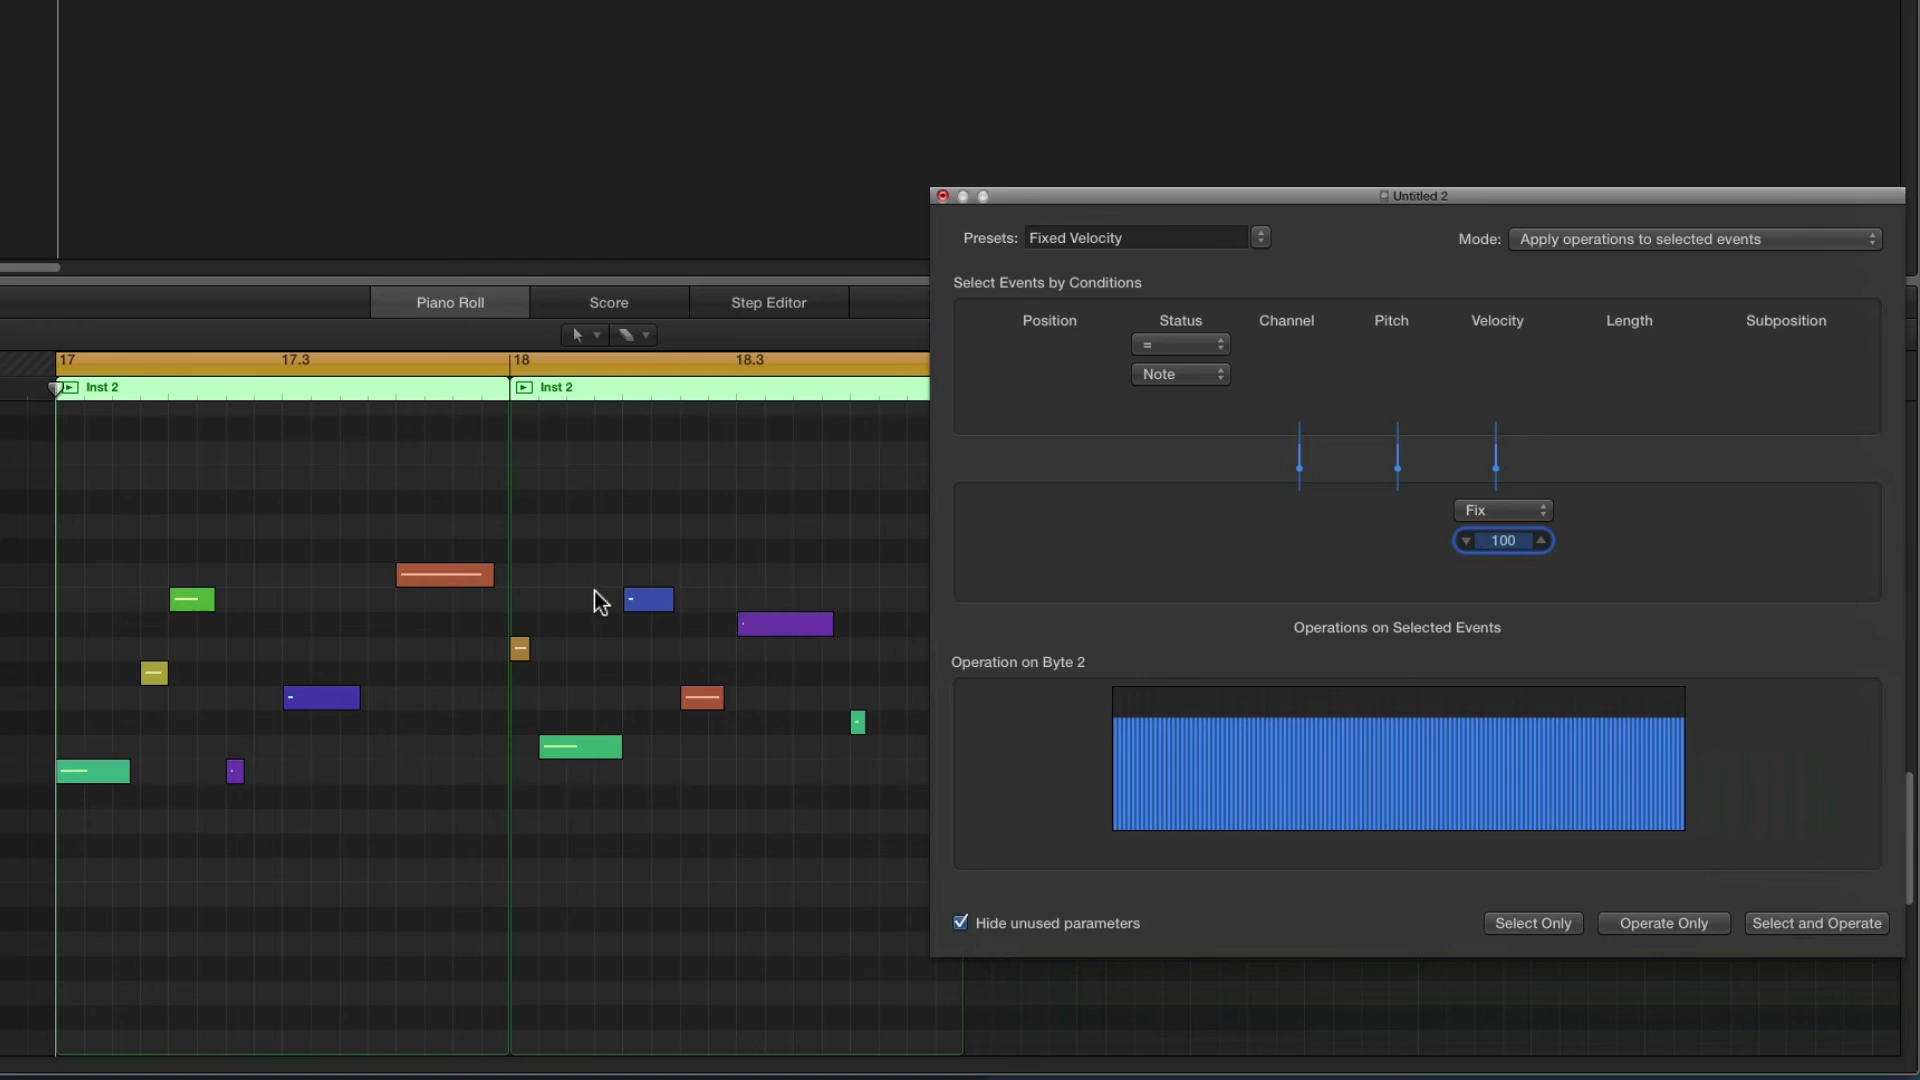 Untitled 2
Presets: Fixed Velocity
Mode: Apply operations to selected events
Select Events by Conditions
Position Status Channel Pitch Velocity Length Subposition
=
Note
Fix
100
Operations on Selected Events
Operation on Byte 2
Hide unused parameters
Select Only Operate Only Select and Operate
Piano Roll Score Step Editor
17 17.3 18 18.3
Inst 2 Inst 2